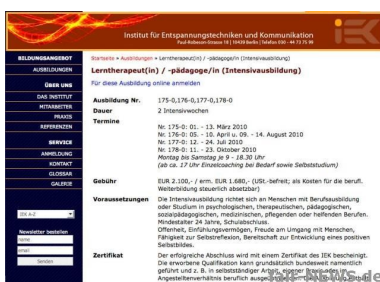 Institut für Entspannungstechniken und Kommunikation
Paul-Robeson-Strasse 18 | 10439 Berlin | Telefon 030 - 44 73 75 99
iek
BILDUNGSANGEBOT
AUSBILDUNGEN
ÜBER UNS
DAS INSTITUT
MITARBEITER
PRAXIS
REFERENZEN
SERVICE
ANMELDUNG
KONTAKT
GLOSSAR
GALERIE
IEK A-Z
Newsletter bestellen
name
email
Senden
Startseite » Ausbildungen » Lerntherapeut(in) / -pädagoge/in (Intensivausbildung)
Lerntherapeut(in) / -pädagoge/in (Intensivausbildung)
Für diese Ausbildung online anmelden
Ausbildung Nr. 175-0,176-0,177-0,178-0
Dauer 2 Intensivwochen
Termine
Nr. 175-0: 01. - 13. März 2010
Nr. 176-0: 05. - 10. April u. 09. - 14. August 2010
Nr. 177-0: 12. - 24. Juli 2010
Nr. 178-0: 11. - 23. Oktober 2010
Montag bis Samstag je 9 - 18.30 Uhr
(ab ca. 17 Uhr Einzelcoaching bei Bedarf sowie Selbststudium)
Gebühr EUR 2.100,- / erm. EUR 1.680,- (USt.-befreit; als Kosten für die berufl.
Weiterbildung steuerlich absetzbar)
Voraussetzungen Die Intensivausbildung richtet sich an Menschen mit Berufsausbildung
oder Studium in psychologischen, therapeutischen, pädagogischen,
sozialpädagogischen, medizinischen, pflegenden oder helfenden Berufen.
Mindestalter 24 Jahre, Schulabschluss.
Offenheit, Einfühlungsvermögen, Freude am Umgang mit Menschen,
Fähigkeit zur Selbstreflexion, Bereitschaft zur Entwicklung eines positiven
Selbstbildes.
Zertifikat Der erfolgreiche Abschluss wird mit einem Zertifikat des IEK bescheinigt.
Die erworbene Qualifikation kann grundsätzlich bundesweit namentlich
geführt und z. B. in selbstständiger Arbeit, eigener Praxis oder im
Angestelltenverhältnis beruflich